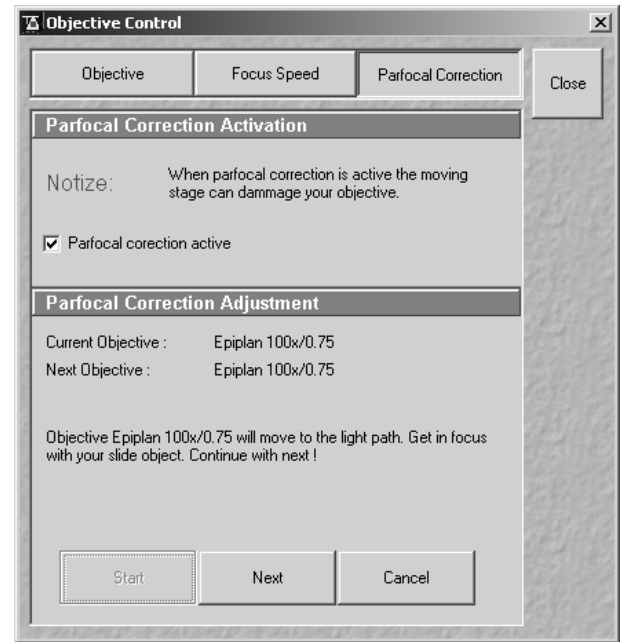 Objective Control
Objective
Focus Speed
Parfocal Correction
Close
Parfocal Correction Activation
Notize:
When parfocal correction is active the moving
stage can dammage your objective.
Parfocal corection active
Parfocal Correction Adjustment
Current Objective : Epiplan 100x/0.75
Next Objective : Epiplan 100x/0.75
Objective Epiplan 100x/0.75 will move to the light path. Get in focus
with your slide object. Continue with next !
Start
Next
Cancel